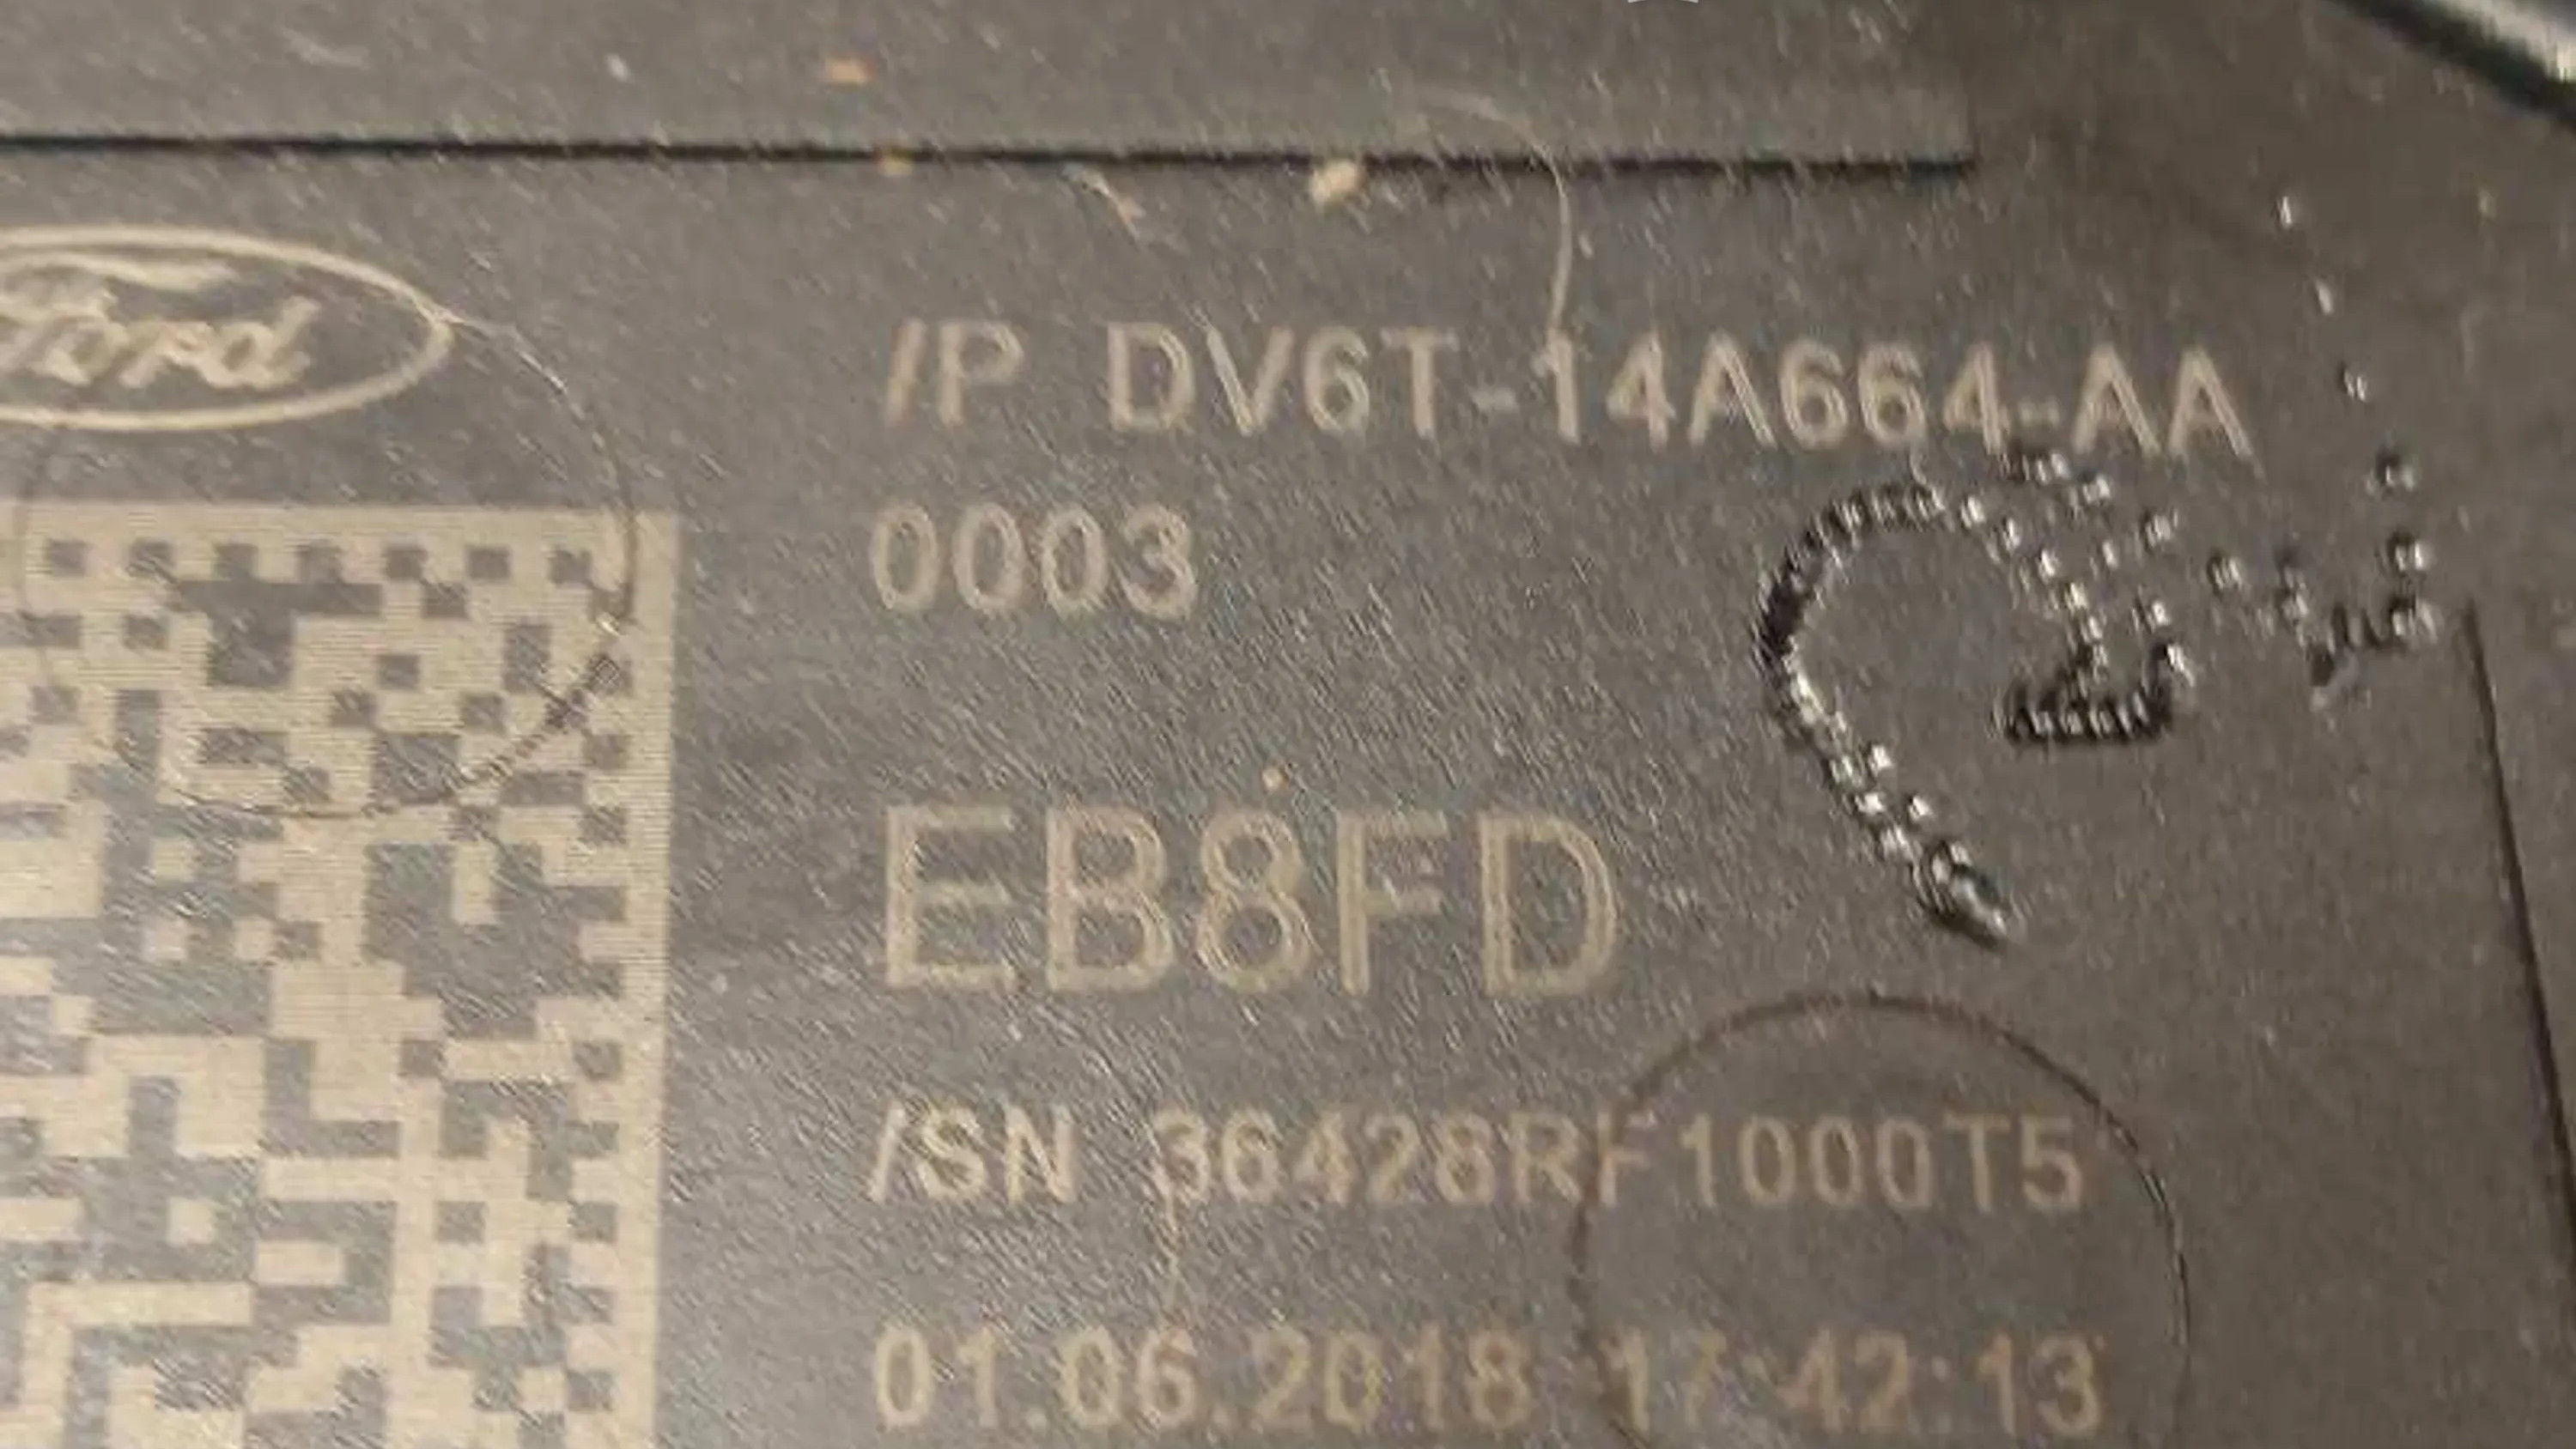 Ford
/P DV6T-14A664-AA
0003
EB8FD
/SN 36428RF1000T5
01.06.2018 17:42:13